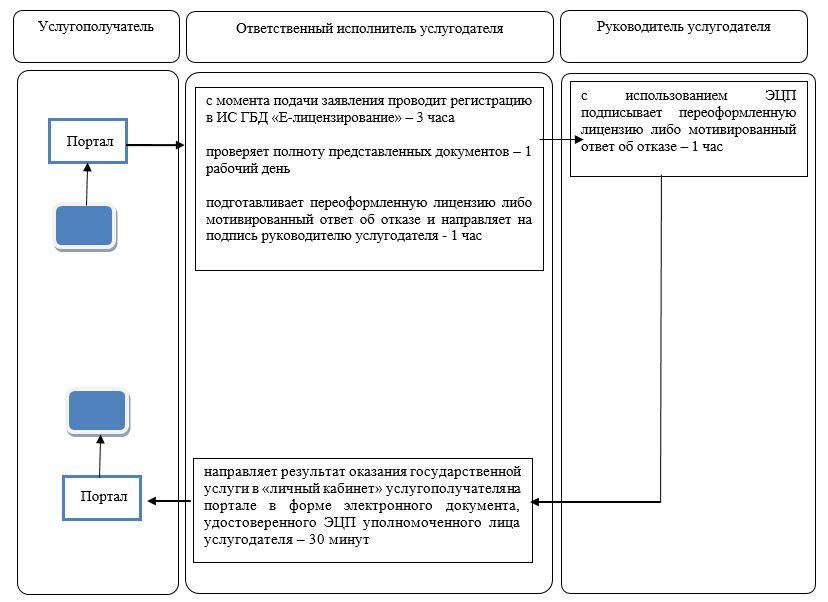 Услугополучатель
Ответственный исполнитель услугодателя
Руководитель услугодателя
Портал
с момента подачи заявления проводит регистрацию
в ИС ГБД «Е-лицензирование» – 3 часа
проверяет полноту представленных документов – 1
рабочий день
подготавливает переоформленную лицензию либо
мотивированный ответ об отказе и направляет на
подпись руководителю услугодателя - 1 час
с использованием ЭЦП
подписывает переоформленную
лицензию либо мотивированный
ответ об отказе – 1 час
Портал
направляет результат оказания государственной
услуги в «личный кабинет» услугополучателяна
портале в форме электронного документа,
удостоверенного ЭЦП уполномоченного лица
услугодателя – 30 минут